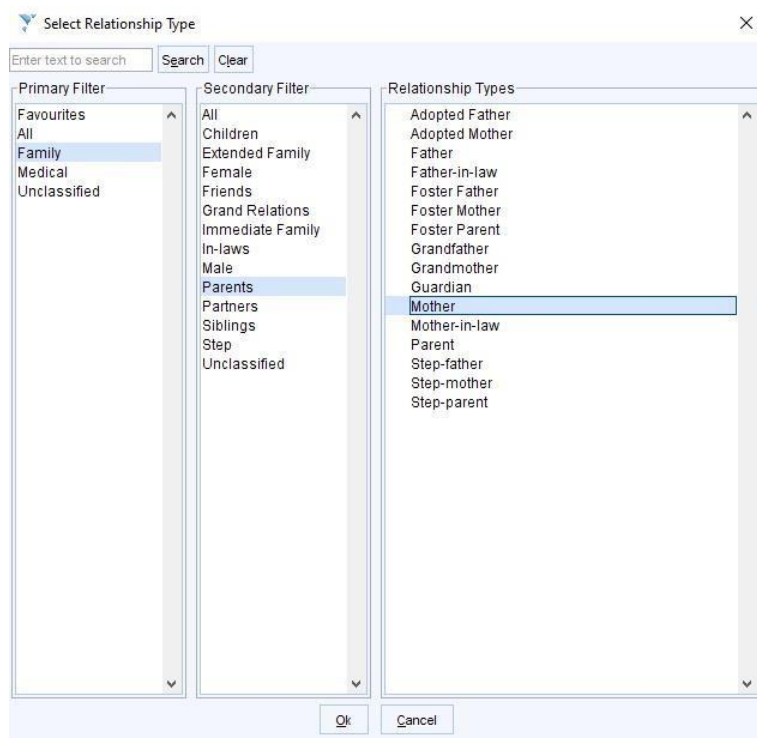 Select Relationship Type
Enter text to search Search Clear
Primary Filter
Favourites
All
Family
Medical
Unclassified
Secondary Filter
All
Children
Extended Family
Female
Friends
Grand Relations
Immediate Family
In-laws
Male
Parents
Partners
Siblings
Step
Unclassified
Relationship Types
Adopted Father
Adopted Mother
Father
Father-in-law
Foster Father
Foster Mother
Foster Parent
Grandfather
Grandmother
Guardian
Mother
Mother-in-law
Parent
Step-father
Step-mother
Step-parent
Ok Cancel